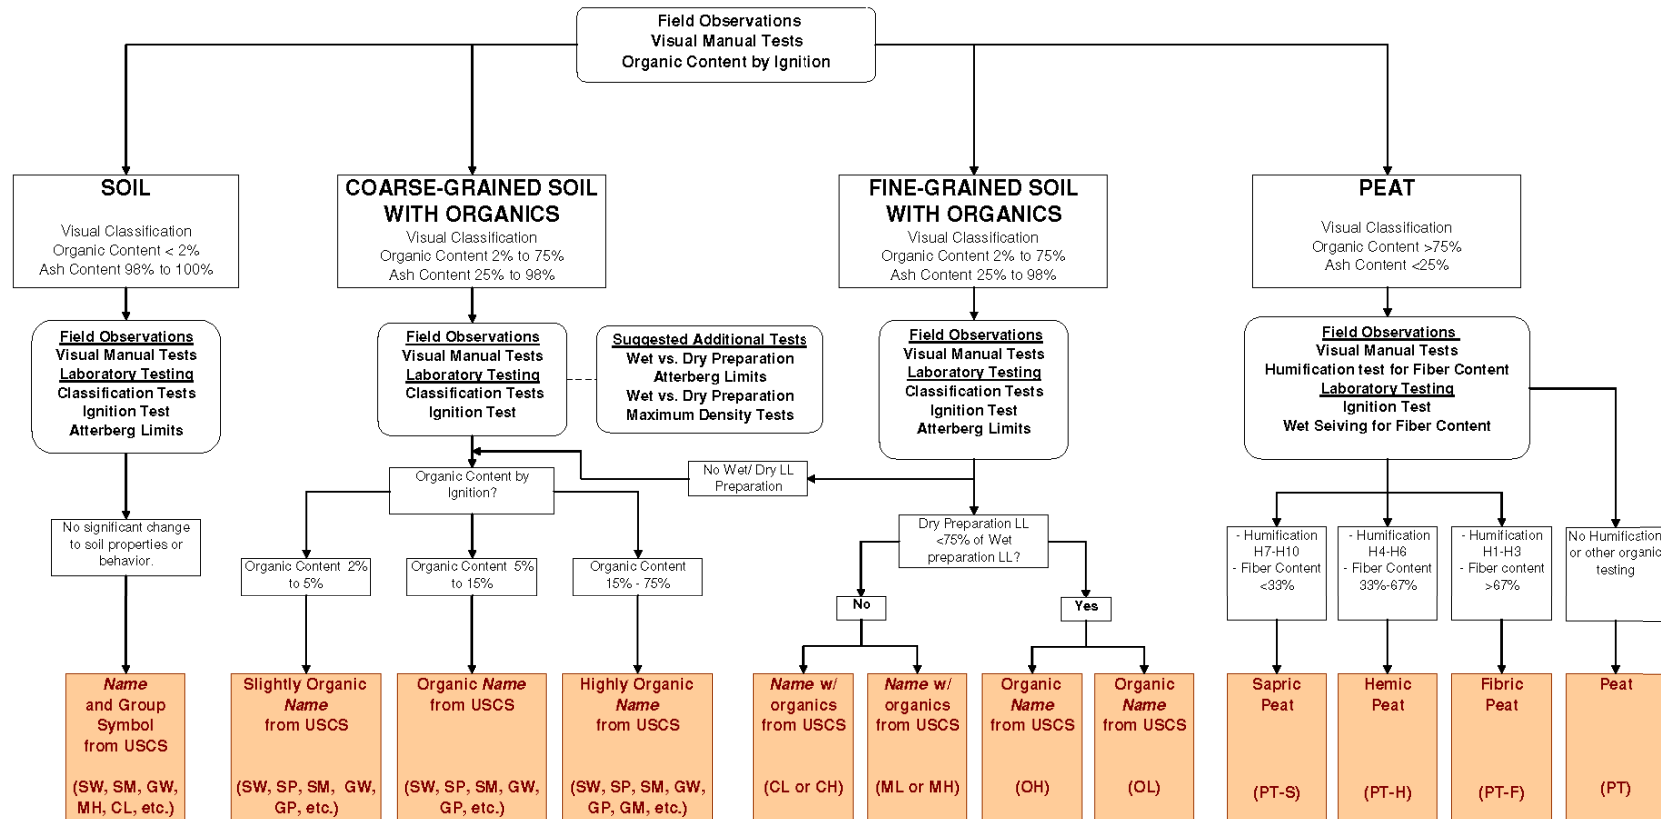 Field Observations
Visual Manual Tests
Organic Content by Ignition
SOIL
Visual Classification
Organic Content < 2%
Ash Content 98% to 100%
COARSE-GRAINED SOIL
WITH ORGANICS
Visual Classification
Organic Content 2% to 75%
Ash Content 25% to 98%
FINE-GRAINED SOIL
WITH ORGANICS
Visual Classification
Organic Content 2% to 75%
Ash Content 25% to 98%
PEAT
Visual Classification
Organic Content >75%
Ash Content <25%
Field Observations
Visual Manual Tests
Laboratory Testing
Classification Tests
Ignition Test
Atterberg Limits
Field Observations
Visual Manual Tests
Laboratory Testing
Classification Tests
Ignition Test
Suggested Additional Tests
Wet vs. Dry Preparation
Atterberg Limits
Wet vs. Dry Preparation
Maximum Density Tests
Field Observations
Visual Manual Tests
Laboratory Testing
Classification Tests
Ignition Test
Atterberg Limits
Field Observations
Visual Manual Tests
Humification test for Fiber Content
Laboratory Testing
Ignition Test
Wet Seiving for Fiber Content
Organic Content by
Ignition?
No Wet/ Dry LL
Preparation
No significant change
to soil properties or
behavior.
Organic Content 2%
to 5%
Organic Content 5%
to 15%
Organic Content
15% - 75%
Dry Preparation LL
<75% of Wet
preparation LL?
No
Yes
- Humification
H7-H10
- Fiber Content
<33%
- Humification
H4-H6
- Fiber Content
33%-67%
- Humification
H1-H3
- Fiber content
>67%
No Humification
or other organic
testing
Name
and Group
Symbol
from USCS
(SW, SM, GW,
MH, CL, etc.)
Slightly Organic
Name
from USCS
(SW, SP, SM, GW,
GP, etc.)
Organic Name
from USCS
(SW, SP, SM, GW,
GP, etc.)
Highly Organic
Name
from USCS
(SW, SP, SM, GW,
GP, GM, etc.)
Name w/
organics
from USCS
(CL or CH)
Name w/
organics
from USCS
(ML or MH)
Organic
Name
from USCS
(OH)
Organic
Name
from USCS
(OL)
Sapric
Peat
(PT-S)
Hemic
Peat
(PT-H)
Fibric
Peat
(PT-F)
Peat
(PT)